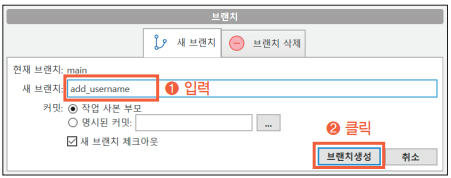 브랜치
새 브랜치 브랜치 삭제
현재 브랜치: main
새 브랜치: add_username ❶ 입력
커밋: 작업 사본 부모
명시된 커밋: ...
❷ 클릭
새 브랜치 체크아웃
브랜치생성 취소